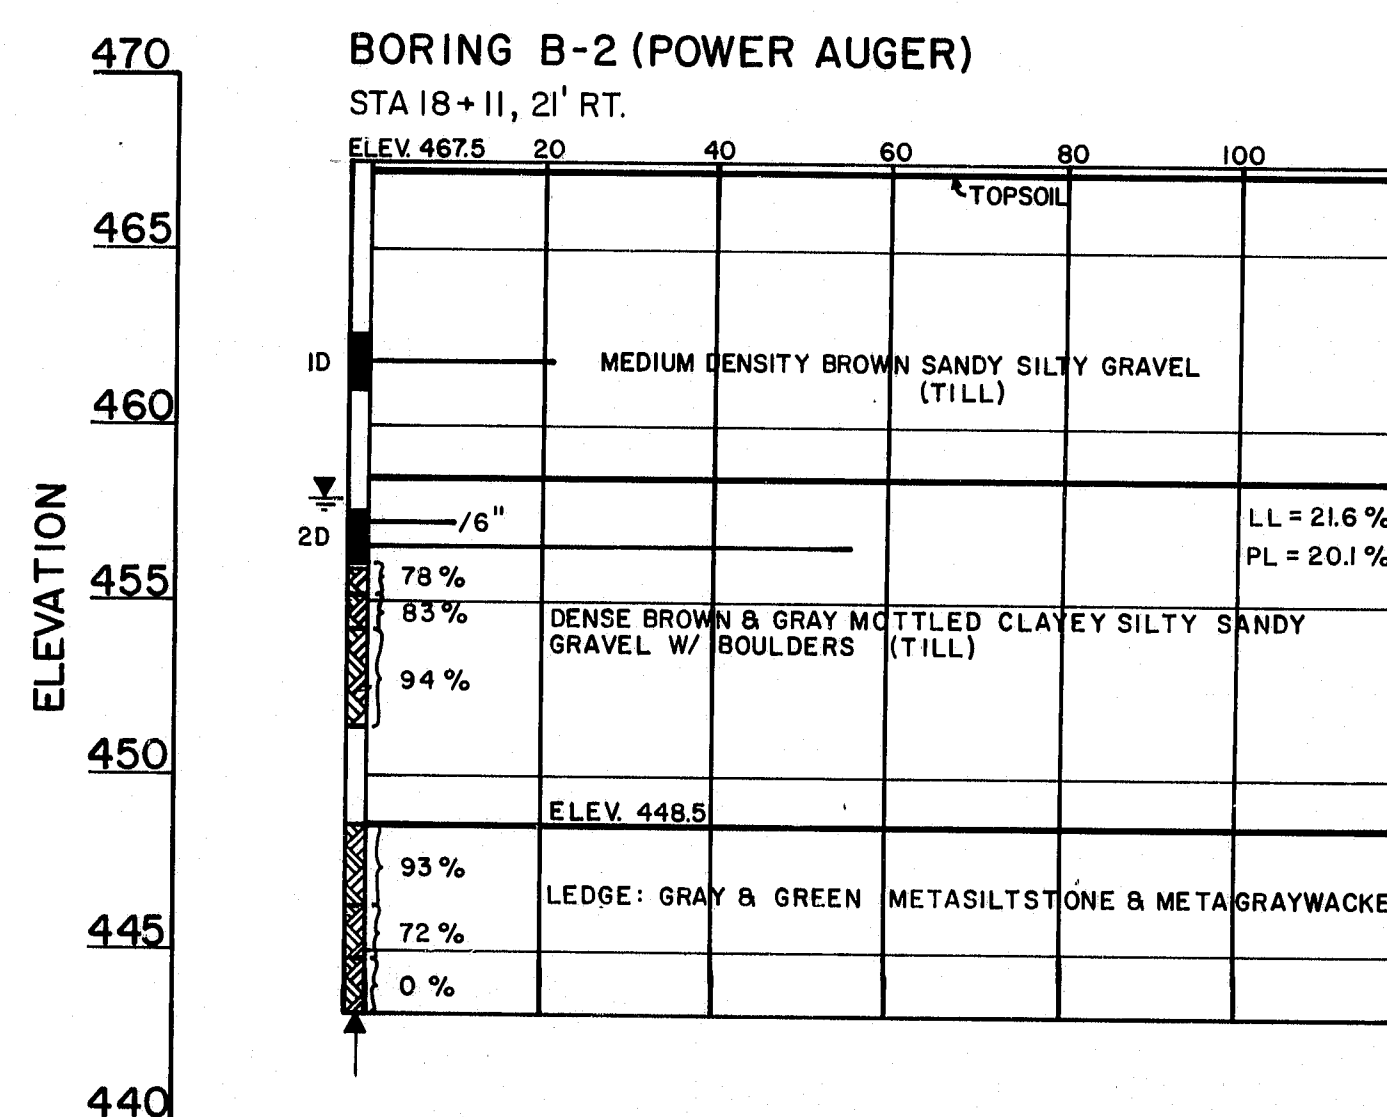 470
BORING B-2 (POWER AUGER)
STA 18+11, 21' RT.
ELEV. 467.5 20 40 60 80 100
TOPSOIL
465
1D
MEDIUM DENSITY BROWN SANDY SILTY GRAVEL
(TILL)
460
ELEVATION
/6"
LL = 21.6 %
2D
PL = 20.1 %
78 %
455
83 %
DENSE BROWN & GRAY MOTTLED CLAYEY SILTY SANDY
GRAVEL W/ BOULDERS (TILL)
94 %
450
ELEV. 448.5
93 %
LEDGE: GRAY & GREEN METASILTSTONE & METAGRAYWACKE
72 %
445
0 %
440